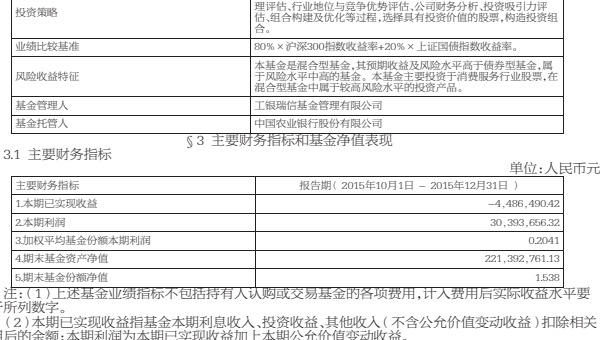 投资策略
理评估、行业地位与竞争优势评估、公司财务分析、投资吸引力评
估、组合构建及优化等过程,选择具有投资价值的股票,构造投资组
合。
业绩比较基准 80%×沪深300指数收益率+20%×上证国债指数收益率。
本基金是混合型基金,其预期收益及风险水平高于债券型基金,属
风险收益特征 于风险水平中高的基金。本基金主要投资于消费服务行业股票,在
混合型基金中属于较高风险水平的投资产品。
基金管理人 工银瑞信基金管理有限公司
基金托管人 中国农业银行股份有限公司
§3 主要财务指标和基金净值表现
3.1 主要财务指标
单位:人民币元
主要财务指标 报告期( 2015年10月1日 - 2015年12月31日 )
1.本期已实现收益 -4,486,490.42
2.本期利润 30,393,656.32
3.加权平均基金份额本期利润 0.2041
4.期末基金资产净值 221,392,761.13
5.期末基金份额净值 1.538
注:(1)上述基金业绩指标不包括持有人认购或交易基金的各项费用,计入费用后实际收益水平要
于所列数字。
(2)本期已实现收益指基金本期利息收入、投资收益、其他收入(不含公允价值变动收益)扣除相关
用后的余额;本期利润为本期已实现收益加上本期公允价值变动收益。